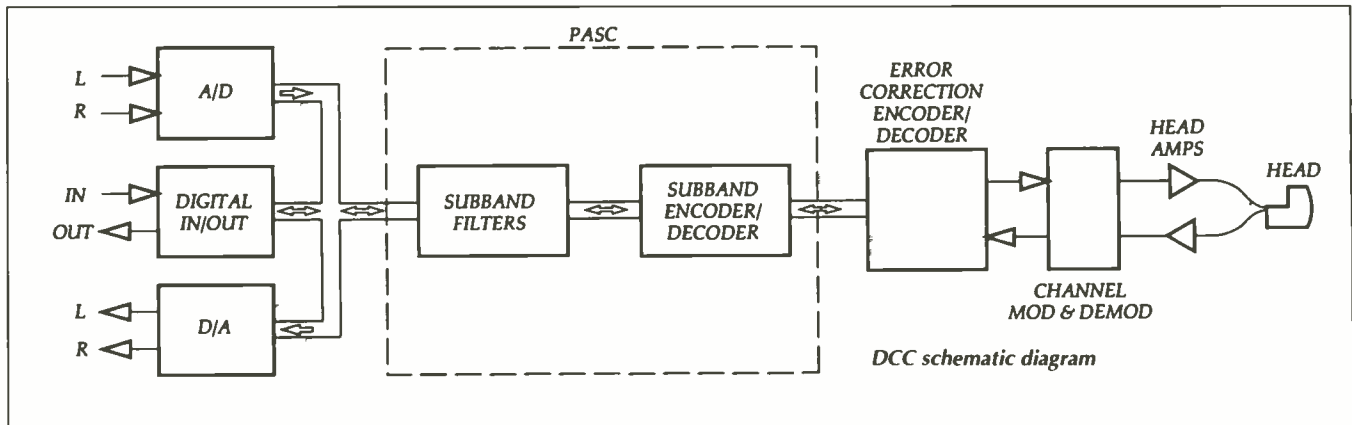 PASC
L
R
A/D
IN
OUT
DIGITAL
IN/OUT
L
R
D/A
SUBBAND
FILTERS
SUBBAND
ENCODER/
DECODER
ERROR
CORRECTION
ENCODER/
DECODER
CHANNEL
MOD & DEMOD
HEAD
AMPS
HEAD
DCC schematic diagram